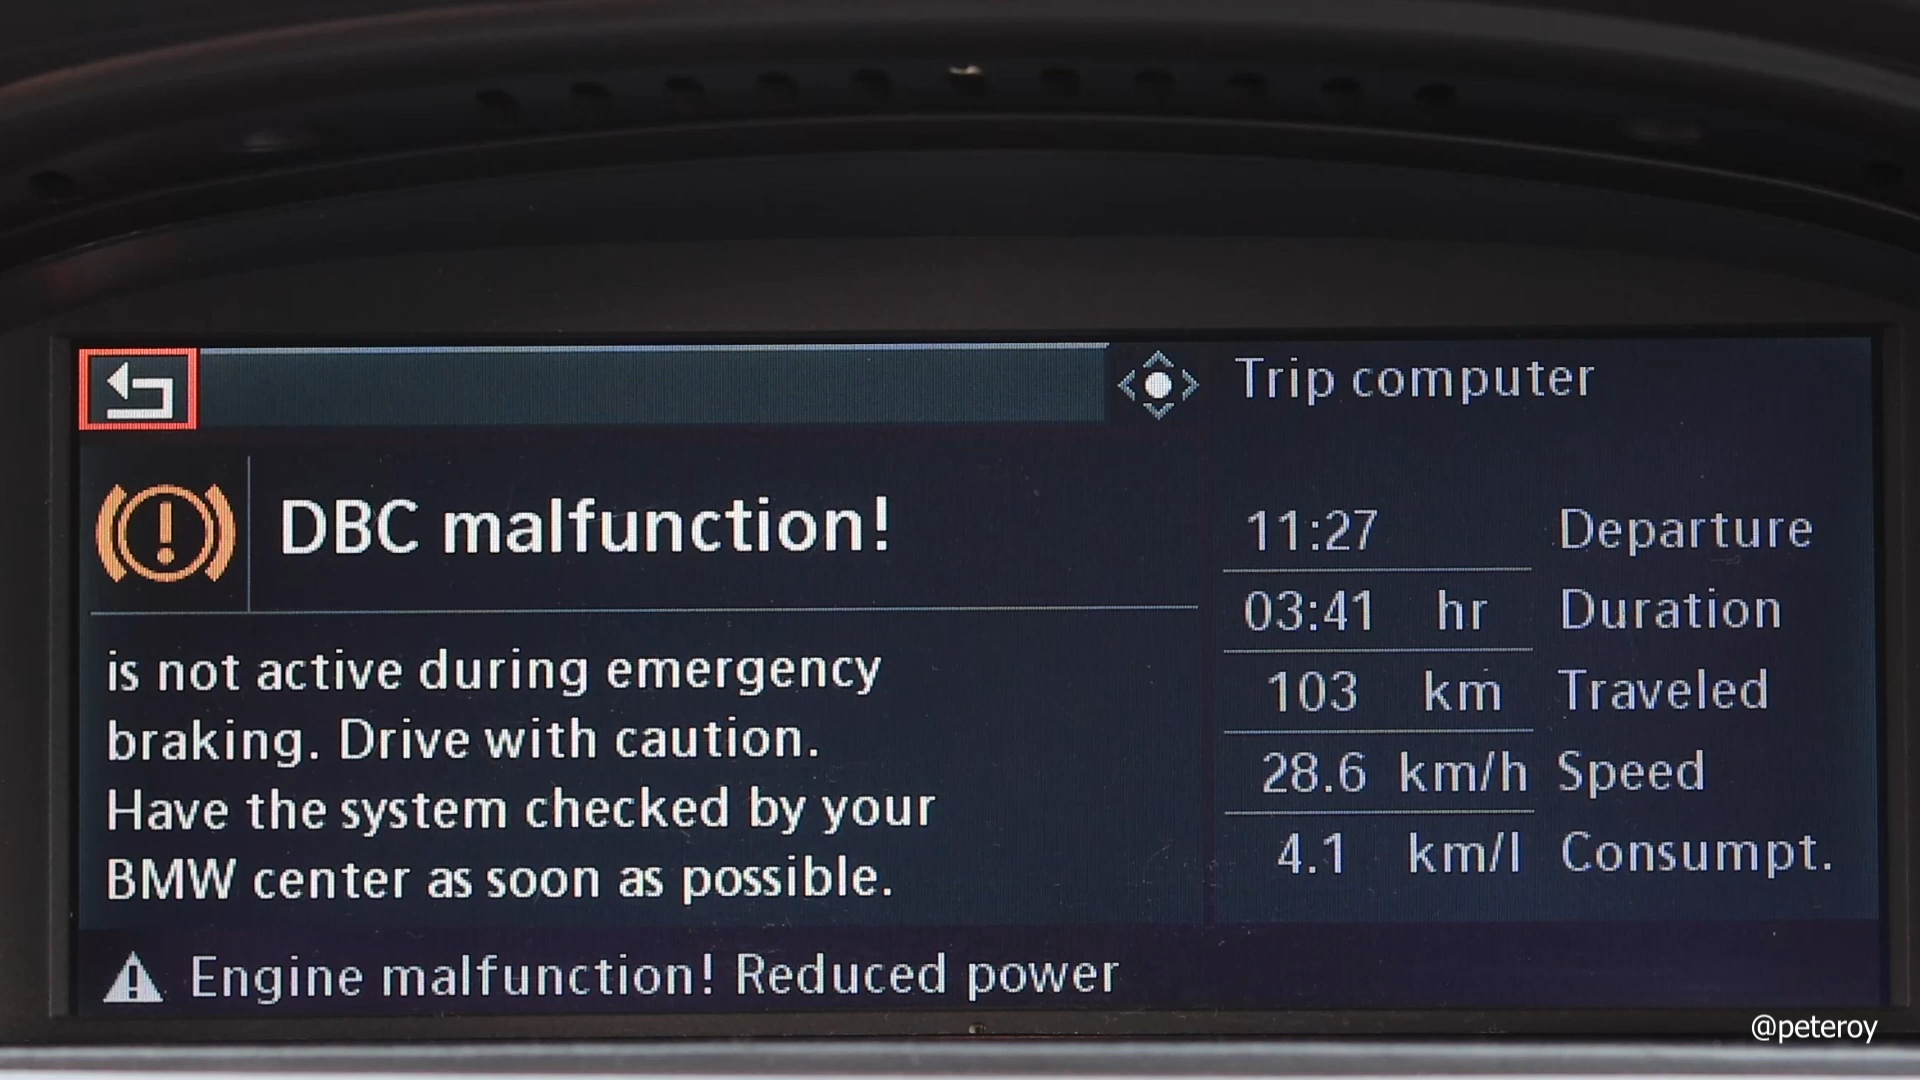 Trip computer
DBC malfunction!
is not active during emergency
braking. Drive with caution.
Have the system checked by your
BMW center as soon as possible.
11:27 Departure
03:41 hr Duration
103 km Traveled
28.6 km/h Speed
4.1 km/l Consumpt.
Engine malfunction! Reduced power
@peteroy